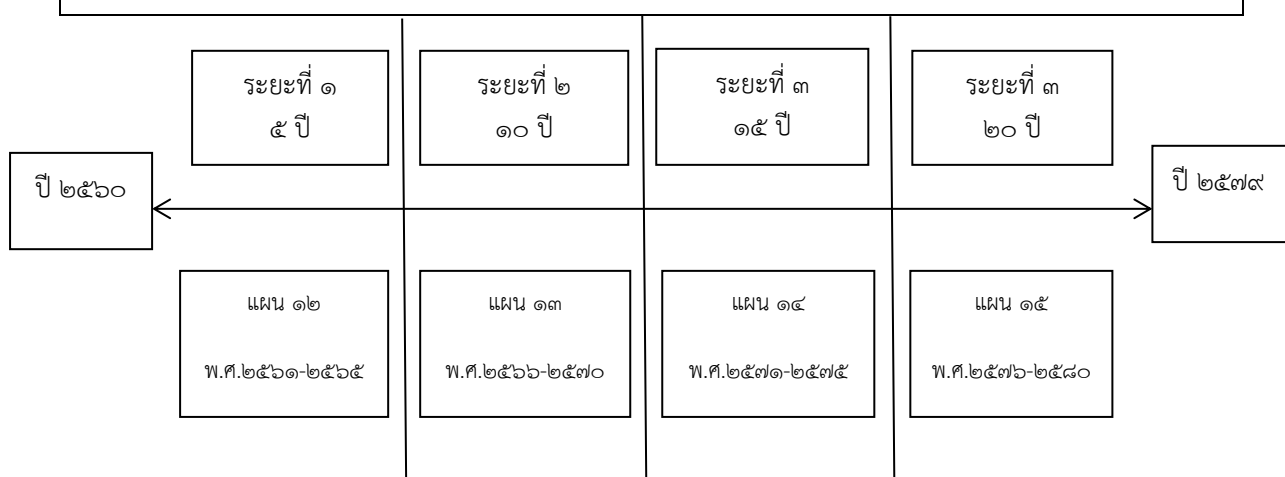 ระยะที่ ๑
๕ ปี
ระยะที่ ๒
๑๐ ปี
ระยะที่ ๓
๑๕ ปี
ระยะที่ ๓
๒๐ ปี
ปี ๒๕๖๐
ปี ๒๕๗๙
แผน ๑๒
พ.ศ.๒๕๖๑-๒๕๖๕
แผน ๑๓
พ.ศ.๒๕๖๖-๒๕๗๐
แผน ๑๔
พ.ศ.๒๕๗๑-๒๕๗๕
แผน ๑๕
พ.ศ.๒๕๗๖-๒๕๘๐